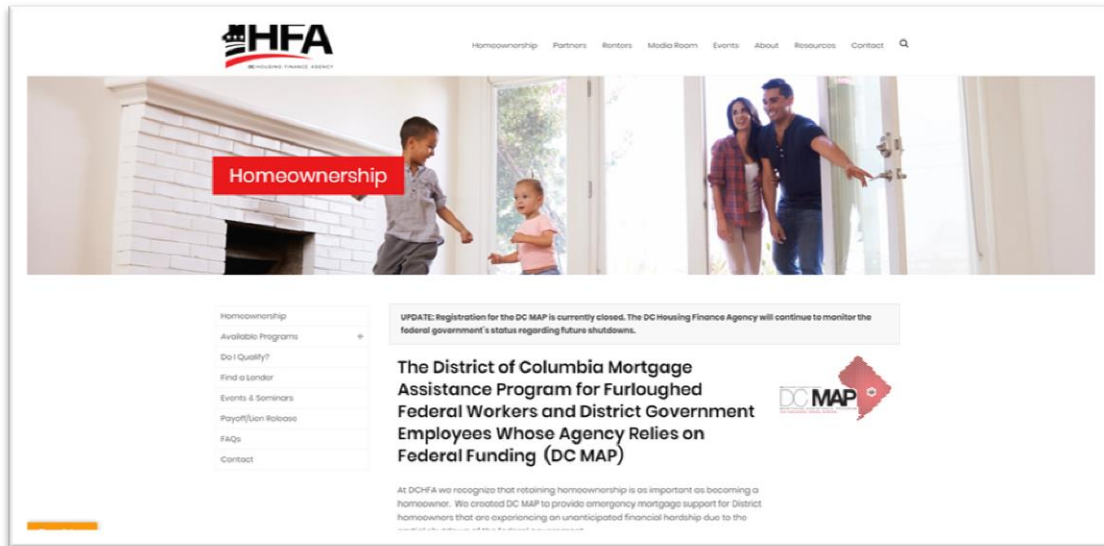 HFA
DC HOUSING FINANCE AGENCY
Homeownership Partners Renters Media Room Events About Resources Contact
Homeownership
Homeownership
Available Programs +
Do I Qualify?
Find a Lender
Events & Seminars
Payoff/Lien Release
FAQs
Contact
UPDATE: Registration for the DC MAP is currently closed. The DC Housing Finance Agency will continue to monitor the
federal government's status regarding future shutdowns.
The District of Columbia Mortgage
Assistance Program for Furloughed
Federal Workers and District Government
Employees Whose Agency Relies on
Federal Funding (DC MAP)
DC MAP
At DCHFA we recognize that retaining homeownership is as important as becoming a
homeowner. We created DC MAP to provide emergency mortgage support for District
homeowners that are experiencing an unanticipated financial hardship due to the